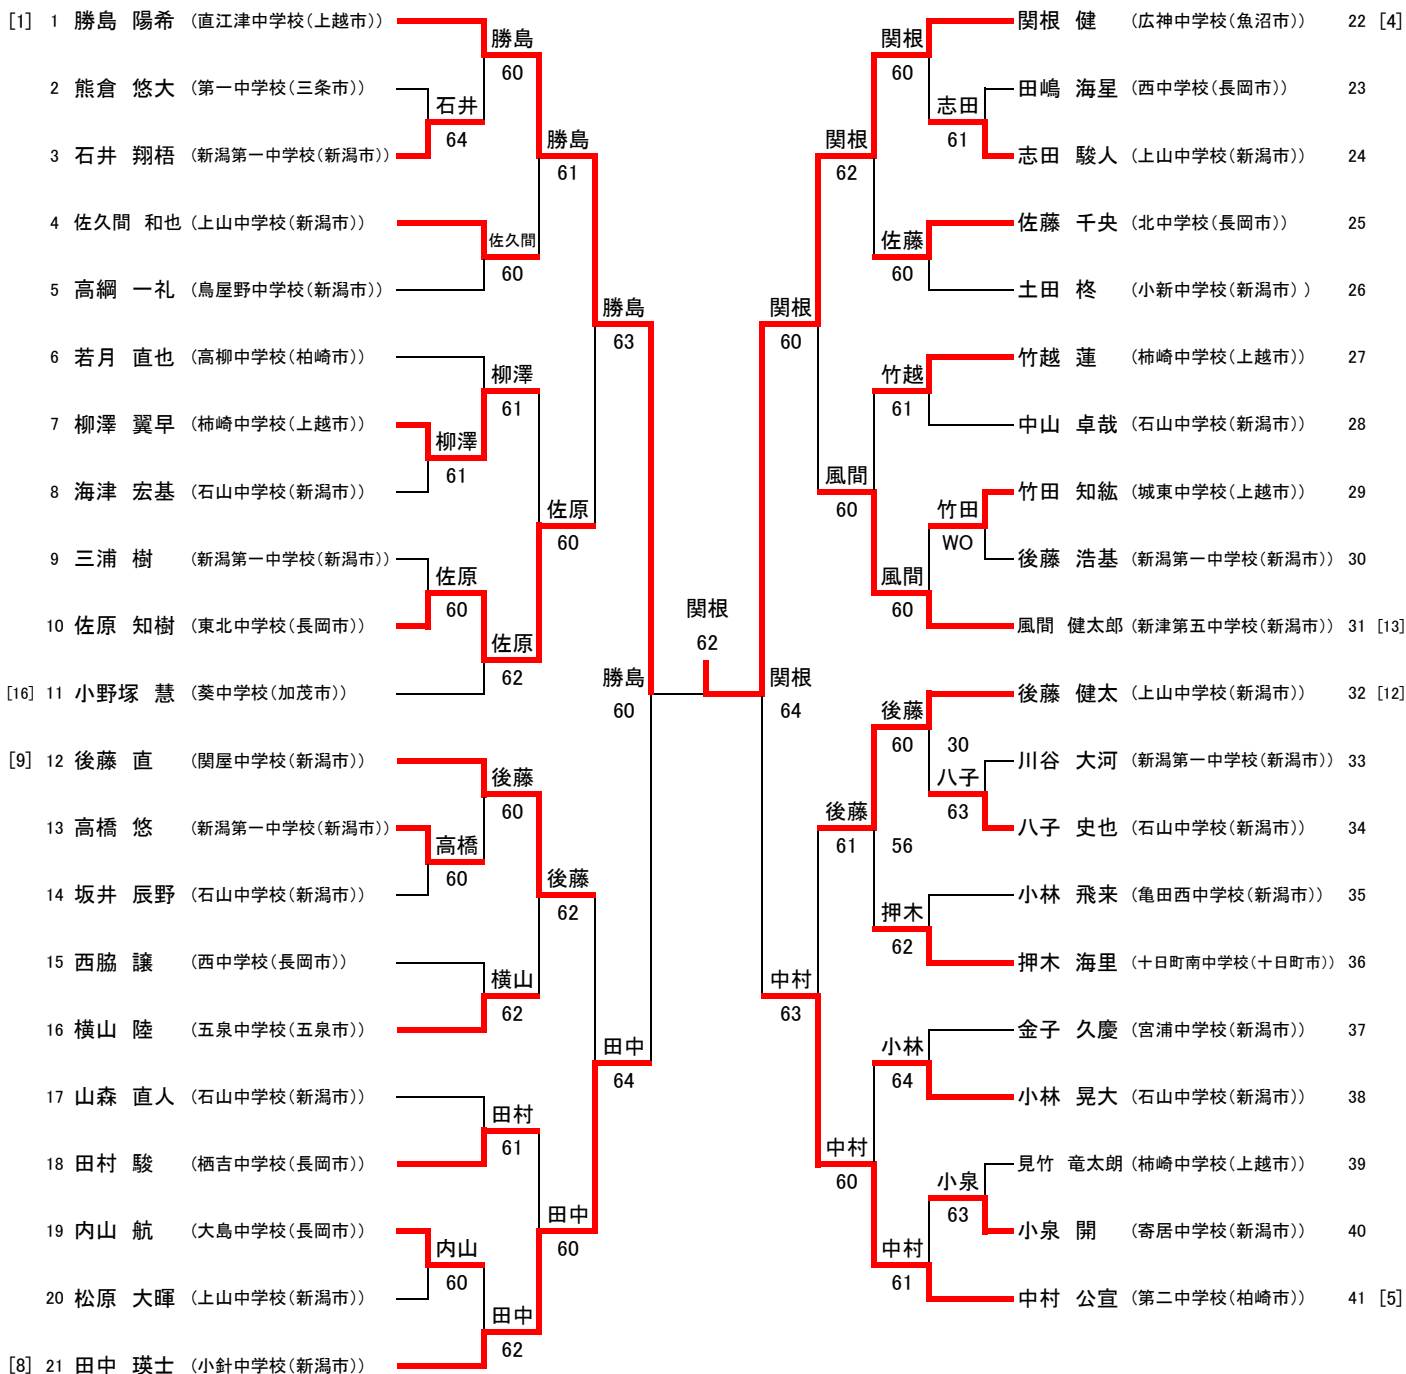 [1] 1 勝島 陽希 (直江津中学校(上越市))
2 熊倉 悠大 (第一中学校(三条市))
3 石井 翔梧 (新潟第一中学校(新潟市))
4 佐久間 和也 (上山中学校(新潟市))
5 高綱 一礼 (鳥屋野中学校(新潟市))
6 若月 直也 (高柳中学校(柏崎市))
7 柳澤 翼早 (柿崎中学校(上越市))
8 海津 宏基 (石山中学校(新潟市))
9 三浦 樹 (新潟第一中学校(新潟市))
10 佐原 知樹 (東北中学校(長岡市))
[16] 11 小野塚 慧 (葵中学校(加茂市))
[9] 12 後藤 直 (関屋中学校(新潟市))
13 高橋 悠 (新潟第一中学校(新潟市))
14 坂井 辰野 (石山中学校(新潟市))
15 西脇 譲 (西中学校(長岡市))
16 横山 陸 (五泉中学校(五泉市))
17 山森 直人 (石山中学校(新潟市))
18 田村 駿 (栖吉中学校(長岡市))
19 内山 航 (大島中学校(長岡市))
20 松原 大暉 (上山中学校(新潟市))
[8] 21 田中 瑛士 (小針中学校(新潟市))
石井
64
柳澤
61
佐原
60
高橋
60
内山
60
勝島
60
佐久間
60
柳澤
61
佐原
62
後藤
60
横山
62
田村
61
田中
62
勝島
61
佐原
60
後藤
62
田中
60
勝島
63
田中
64
勝島
60
関根
62
関根
64
関根
60
中村
63
関根
62
風間
60
後藤
61
中村
60
関根
60
佐藤
60
竹越
61
風間
60
後藤
60
56
押木
62
小林
64
中村
61
志田
61
竹田
WO
30
八子
63
小泉
63
関根 健 (広神中学校(魚沼市)) 22 [4]
田嶋 海星 (西中学校(長岡市)) 23
志田 駿人 (上山中学校(新潟市)) 24
佐藤 千央 (北中学校(長岡市)) 25
土田 柊 (小新中学校(新潟市) ) 26
竹越 蓮 (柿崎中学校(上越市)) 27
中山 卓哉 (石山中学校(新潟市)) 28
竹田 知紘 (城東中学校(上越市)) 29
後藤 浩基 (新潟第一中学校(新潟市)) 30
風間 健太郎 (新津第五中学校(新潟市)) 31 [13]
後藤 健太 (上山中学校(新潟市)) 32 [12]
川谷 大河 (新潟第一中学校(新潟市)) 33
八子 史也 (石山中学校(新潟市)) 34
小林 飛来 (亀田西中学校(新潟市)) 35
押木 海里 (十日町南中学校(十日町市)) 36
金子 久慶 (宮浦中学校(新潟市)) 37
小林 晃大 (石山中学校(新潟市)) 38
見竹 竜太朗 (柿崎中学校(上越市)) 39
小泉 開 (寄居中学校(新潟市)) 40
中村 公宣 (第二中学校(柏崎市)) 41 [5]